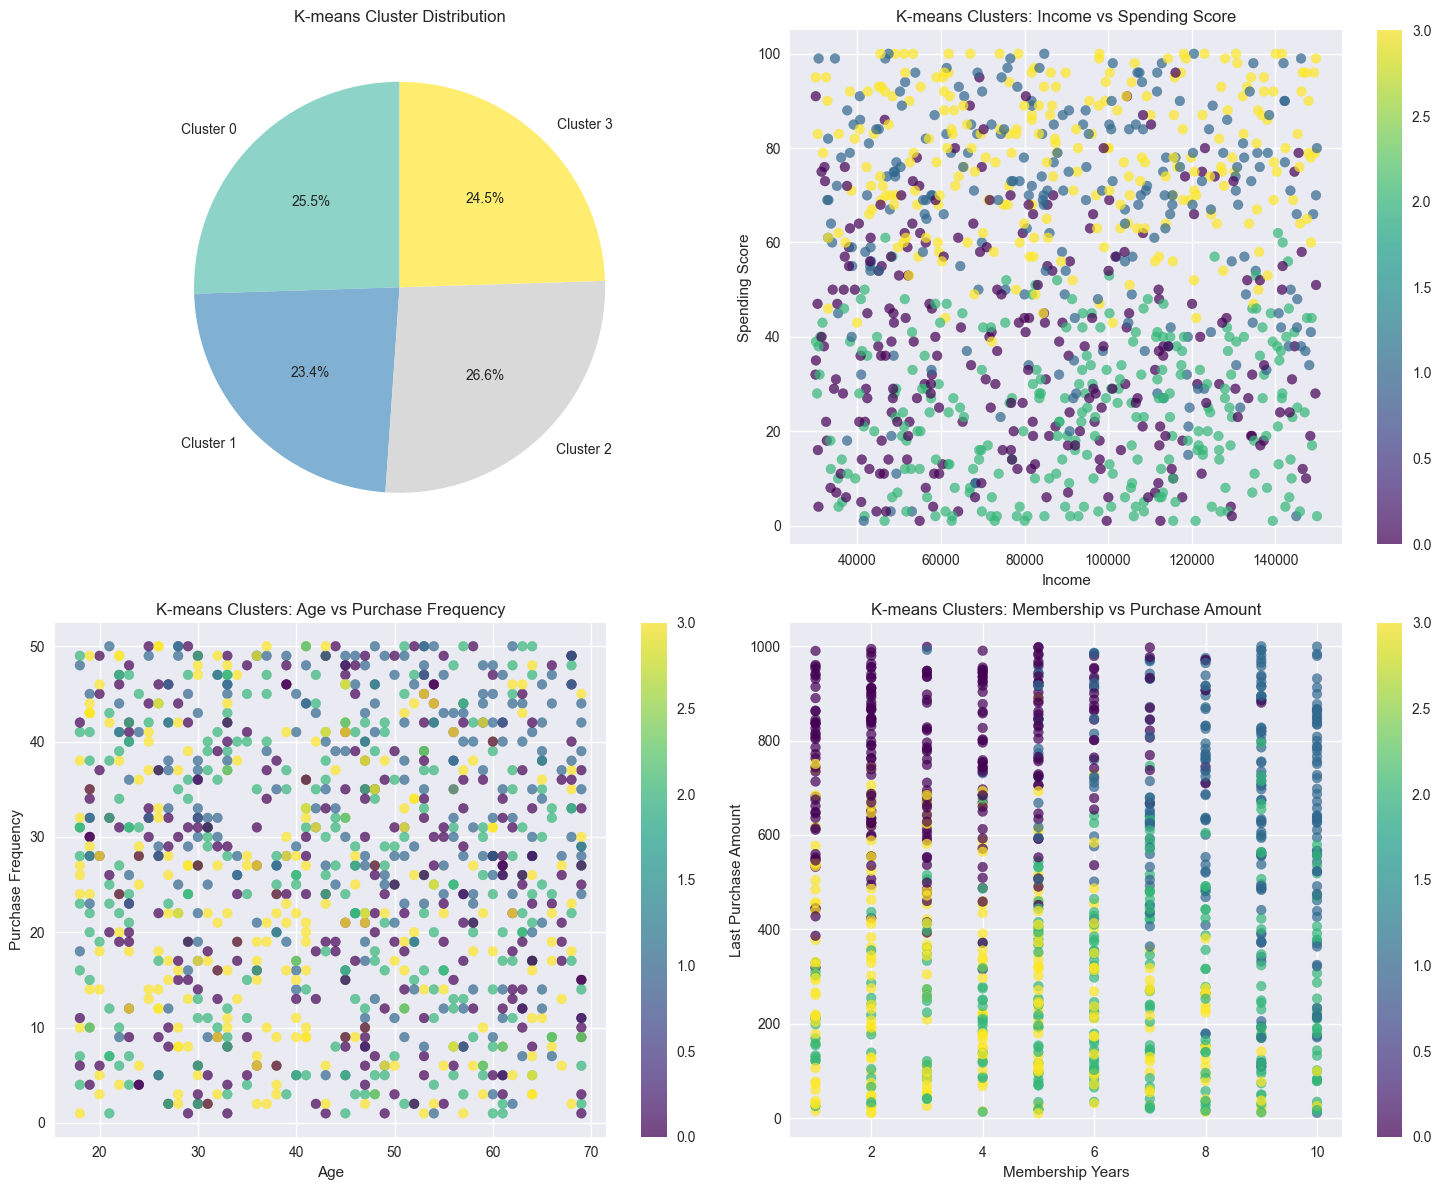 K-means Cluster Distribution
Cluster 0
Cluster 3
25.5%
24.5%
23.4%
26.6%
Cluster 1
Cluster 2
K-means Clusters: Income vs Spending Score
100
80
60
40
20
0
Spending Score
40000 60000 80000 100000 120000 140000
Income
3.0
2.5
2.0
1.5
1.0
0.5
0.0
K-means Clusters: Age vs Purchase Frequency
50
40
30
20
10
0
Purchase Frequency
20 30 40 50 60 70
Age
3.0
2.5
2.0
1.5
1.0
0.5
0.0
K-means Clusters: Membership vs Purchase Amount
1000
800
600
400
200
0
Last Purchase Amount
2 4 6 8 10
Membership Years
3.0
2.5
2.0
1.5
1.0
0.5
0.0